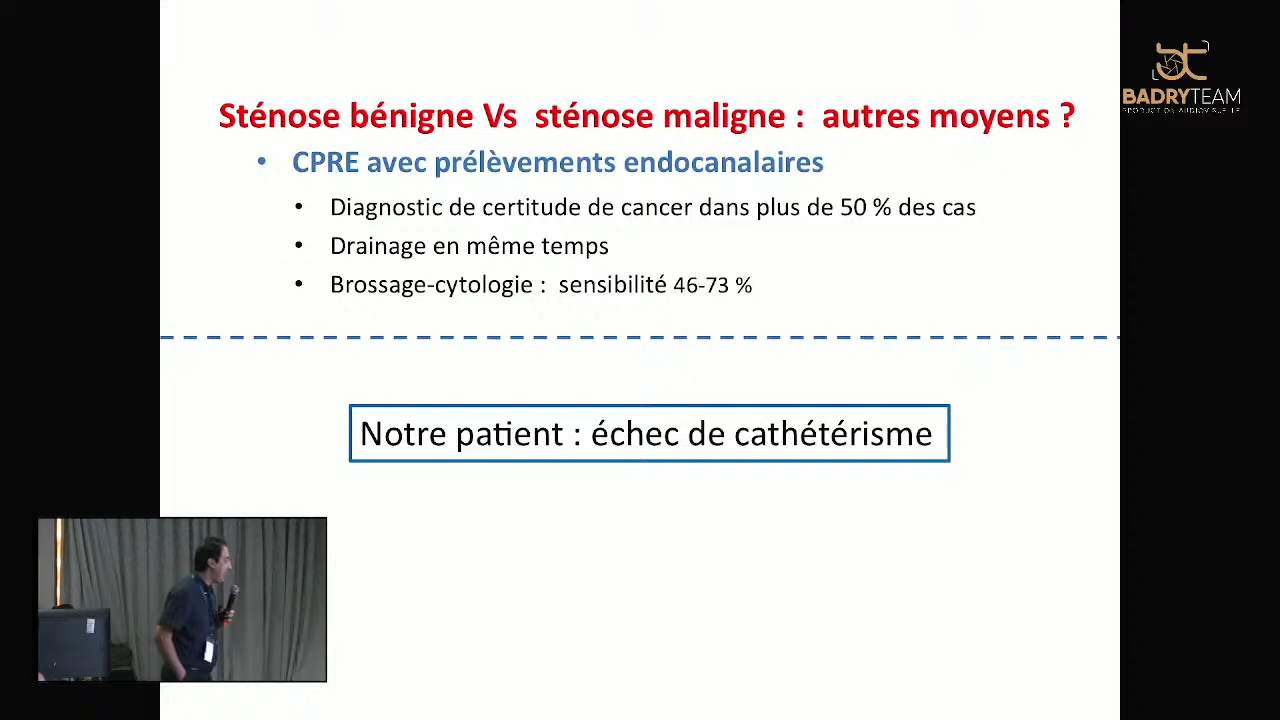 Sténose bénigne Vs sténose maligne : autres moyens ?
• CPRE avec prélèvements endocanalaires
• Diagnostic de certitude de cancer dans plus de 50 % des cas
• Drainage en même temps
• Brossage-cytologie : sensibilité 46-73 %
Notre patient : échec de cathétérisme
BADRYTEAM